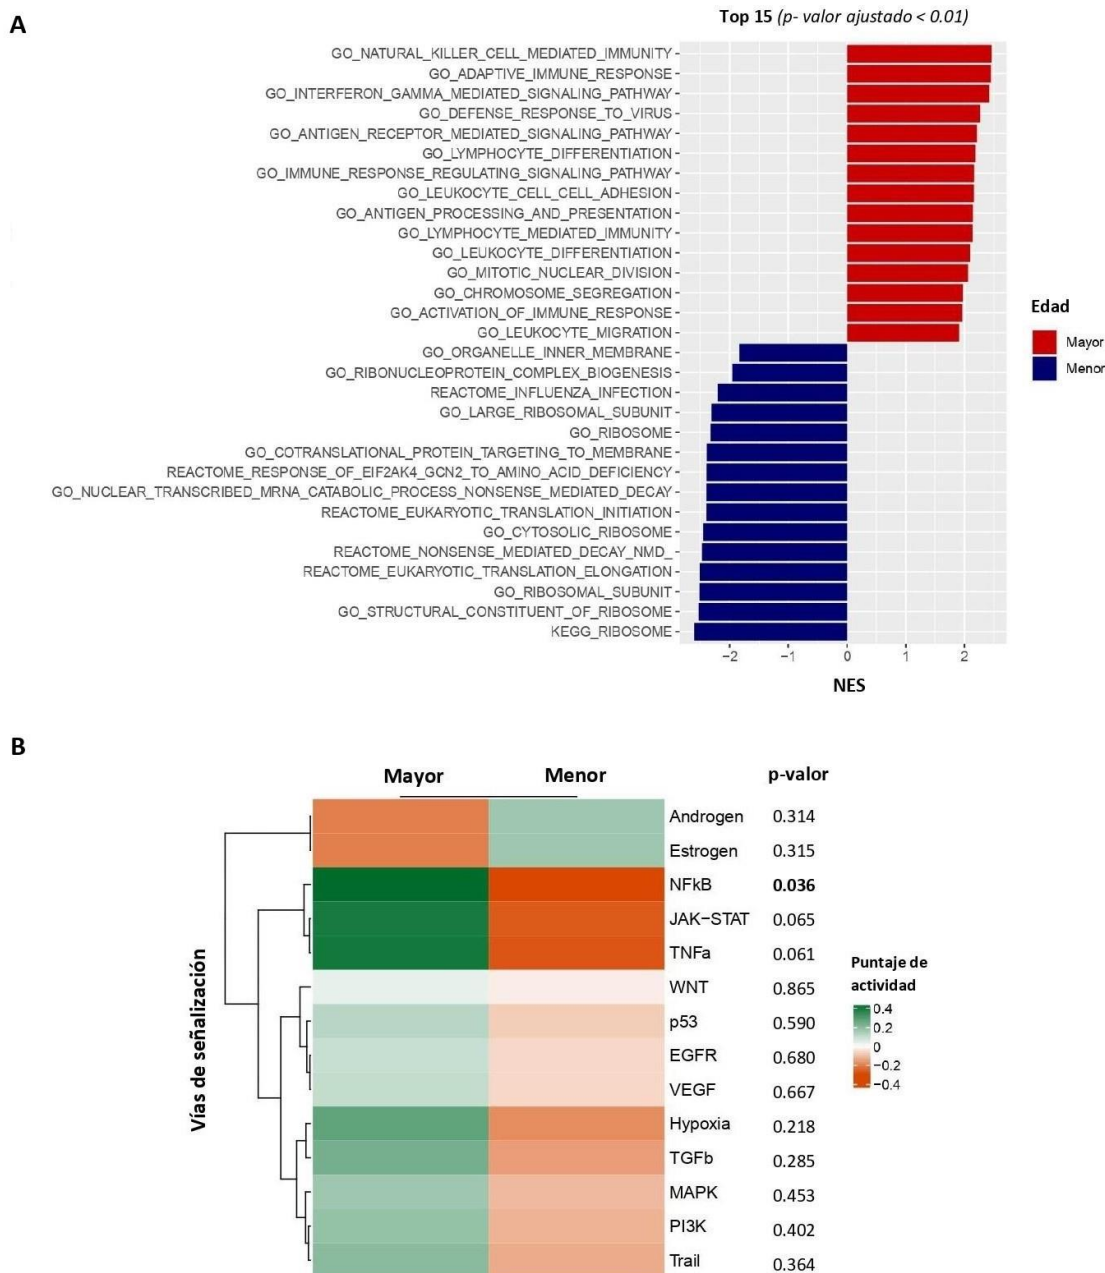 A
Top 15 (p- valor ajustado < 0.01)
GO_NATURAL_KILLER_CELL_MEDIATED_IMMUNITY
GO_ADAPTIVE_IMMUNE_RESPONSE
GO_INTERFERON_GAMMA_MEDIATED_SIGNALING_PATHWAY
GO_DEFENSE_RESPONSE_TO_VIRUS
GO_ANTIGEN_RECEPTOR_MEDIATED_SIGNALING_PATHWAY
GO_LYMPHOCYTE_DIFFERENTIATION
GO_IMMUNE_RESPONSE_REGULATING_SIGNALING_PATHWAY
GO_LEUKOCYTE_CELL_CELL_ADHESION
GO_ANTIGEN_PROCESSING_AND_PRESENTATION
GO_LYMPHOCYTE_MEDIATED_IMMUNITY
GO_LEUKOCYTE_DIFFERENTIATION
GO_MITOTIC_NUCLEAR_DIVISION
GO_CHROMOSOME_SEGREGATION
GO_ACTIVATION_OF_IMMUNE_RESPONSE
GO_LEUKOCYTE_MIGRATION
GO_ORGANELLE_INNER_MEMBRANE
GO_RIBONUCLEOPROTEIN_COMPLEX_BIOGENESIS
REACTOME_INFLUENZA_INFECTION
GO_LARGE_RIBOSOMAL_SUBUNIT
GO_RIBOSOME
GO_COTRANSLATIONAL_PROTEIN_TARGETING_TO_MEMBRANE
REACTOME_RESPONSE_OF_EIF2AK4_GCN2_TO_AMINO_ACID_DEFICIENCY
GO_NUCLEAR_TRANSCRIBED_MRNA_CATABOLIC_PROCESS_NONSENSE_MEDIATED_DECAY
REACTOME_EUKARYOTIC_TRANSLATION_INITIATION
GO_CYTOSOLIC_RIBOSOME
REACTOME_NONSENSE_MEDIATED_DECAY_NMD_
REACTOME_EUKARYOTIC_TRANSLATION_ELONGATION
GO_RIBOSOMAL_SUBUNIT
GO_STRUCTURAL_CONSTITUENT_OF_RIBOSOME
KEGG_RIBOSOME
−2 −1 0 1 2
NES
Edad
Mayor
Menor
B
Mayor Menor p-valor
Androgen 0.314
Estrogen 0.315
NFkB 0.036
JAK−STAT 0.065
TNFa 0.061
WNT 0.865
p53 0.590
EGFR 0.680
VEGF 0.667
Hypoxia 0.218
TGFb 0.285
MAPK 0.453
PI3K 0.402
Trail 0.364
Vías de señalización
Puntaje de
actividad
0.4
0.2
0
−0.2
−0.4